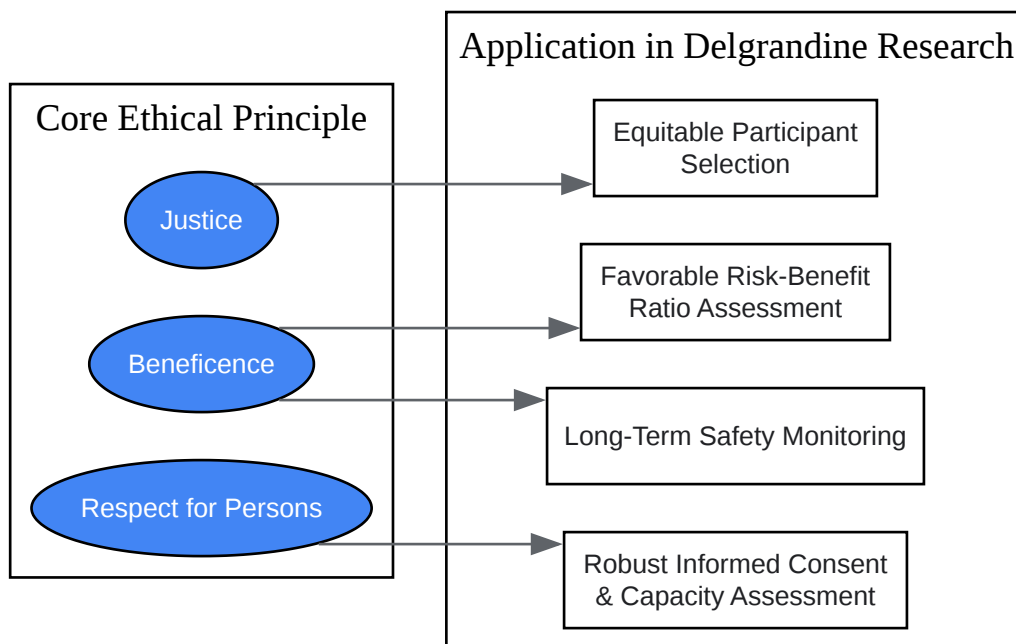 Application in Delgrandine Research
Core Ethical Principle
Equitable Participant
Selection
Justice
Favorable Risk-Benefit
Ratio Assessment
Beneficence
Long-Term Safety Monitoring
Respect for Persons
Robust Informed Consent
& Capacity Assessment